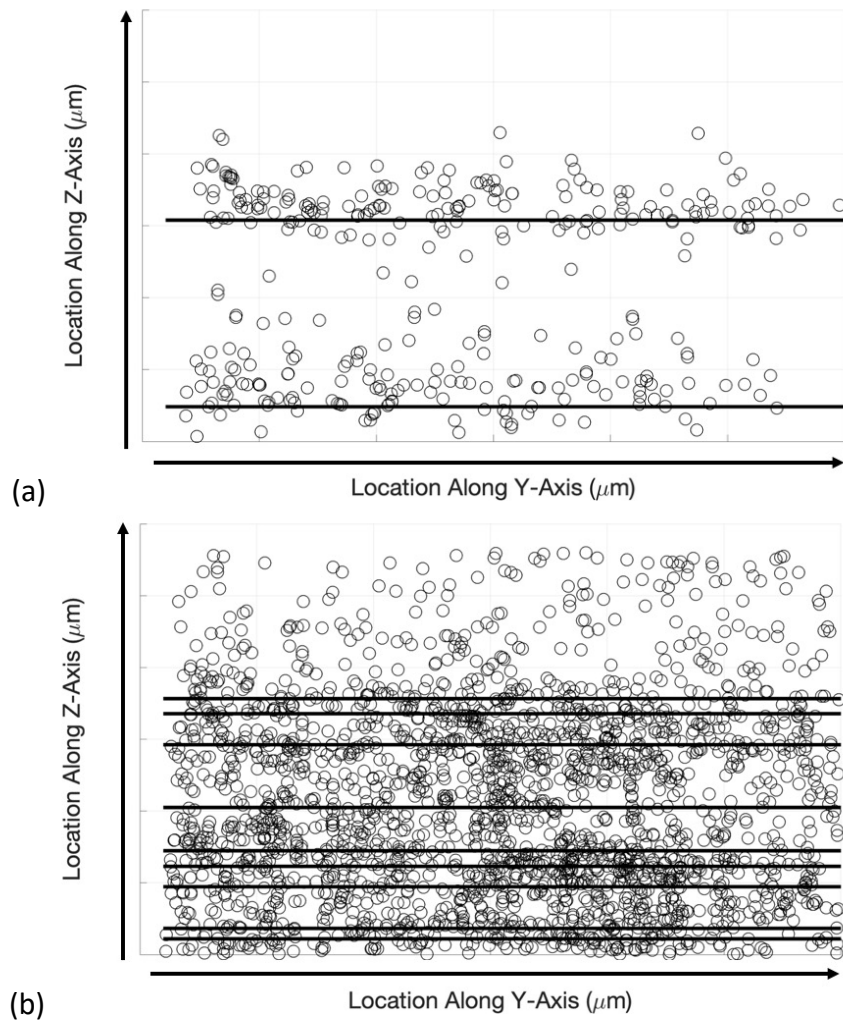 Location Along Z-Axis (μm)
(a)
Location Along Y-Axis (μm)
Location Along Z-Axis (μm)
(b)
Location Along Y-Axis (μm)